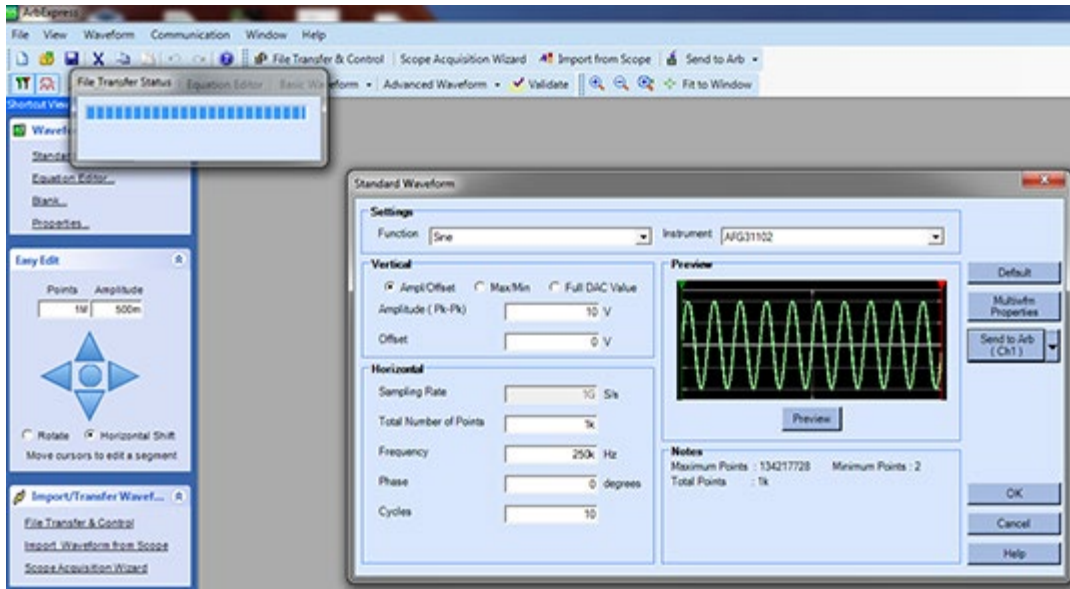 ArbExpress
File View Waveform Communication Window Help
File Transfer & Control Scope Acquisition Wizard Import from Scope Send to Arb
File Transfer Status Equation Editor Basic Waveform Advanced Waveform Validate Fit to Window
Shortcut View
Standard Waveform
Equation Editor...
Blank...
Properties...
Settings
Function Sine Instrument AFG31102
Easy Edit
Points Amplitude
1M 500m
Rotate Horizontal Shift
Move cursors to edit a segment
Vertical
Ampl/Offset Max/Min Full DAC Value
Amplitude ( Pk-Pk) 10 V
Offset 0 V
Horizontal
Sampling Rate 1G S/s
Total Number of Points 1k
Frequency 250k Hz
Phase 0 degrees
Cycles 10
Preview
Preview
Notes
Maximum Points : 134217728 Minimum Points : 2
Total Points : 1k
Default
Multiwfm
Properties
Send to Arb
( Ch1 )
OK
Cancel
Help
Import/Transfer Wavef...
File Transfer & Control
Import Waveform from Scope
Scope Acquisition Wizard